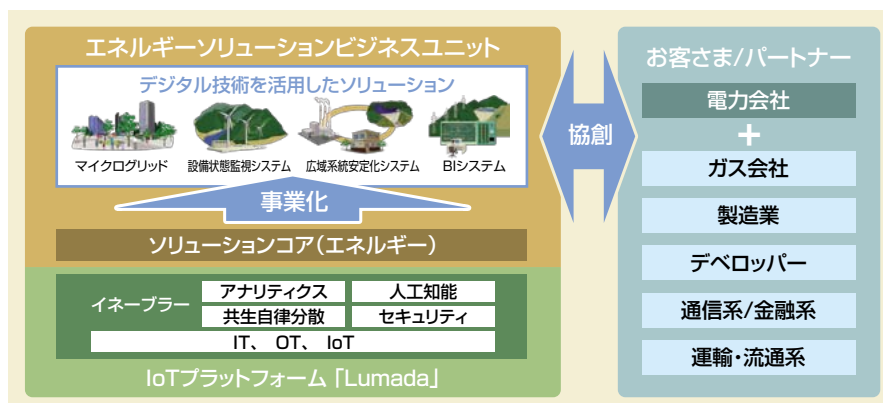 エネルギーソリューションビジネスユニット
デジタル技術を活用したソリューション
マイクログリッド
設備状態監視システム
広域系統安定化システム
BIシステム
事業化
ソリューションコア(エネルギー)
イネーブラー
アナリティクス
人工知能
共生自律分散
セキュリティ
IT、 OT、 IoT
IoTプラットフォーム「Lumada」
協創
お客さま/パートナー
電力会社
+
ガス会社
製造業
デベロッパー
通信系/金融系
運輸・流通系